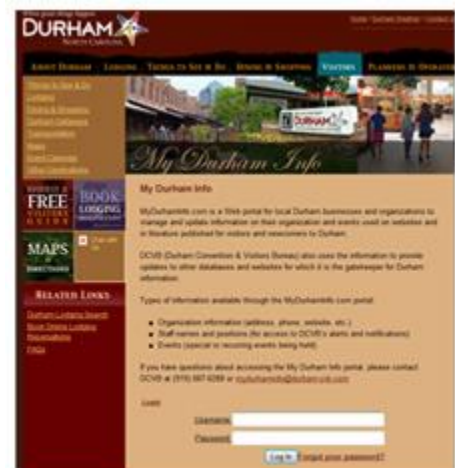 DURHAM
NORTH CAROLINA
ABOUT DURHAM LODGING THINGS TO SEE & DO DINING & SHOPPING VISITORS PLANNERS &
Things to See & Do
Lodging
Dining & Shopping
Transportation
Maps
Event Calendar
DURHAM
My Durham Info
FREE
VISITORS
GUIDE
BOOK
LODGING
MAPS
DIRECTIONS
RELATED LINKS
Durham Lodging Search
Book Online Lodging
Reservations
FAQs
My Durham Info
MyDurhamInfo.com is a Web portal for local Durham businesses and organizations to
manage and update information on their organization and events used on websites and
in literature published for visitors and newcomers to Durham.
DCVB (Durham Convention & Visitors Bureau) also uses the information to provide
updates to other databases and websites for which it is the gatekeeper for Durham
information.
Types of information available through the MyDurhamInfo.com portal:
Organization information (address, phone, website, etc.)
Staff names and positions (for access to DCVB's alerts and notifications)
Events (special or recurring events being held)
If you have questions about accessing the My Durham Info portal, please contact
DCVB at (919) 687-0288 or
Login
Username
Password
Log In Forgot your password?